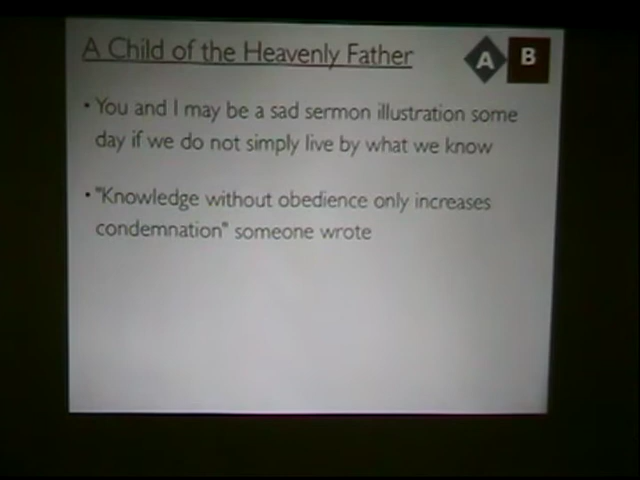 A Child of the Heavenly Father
A B
• You and I may be a sad sermon illustration some
day if we do not simply live by what we know
• "Knowledge without obedience only increases
condemnation" someone wrote